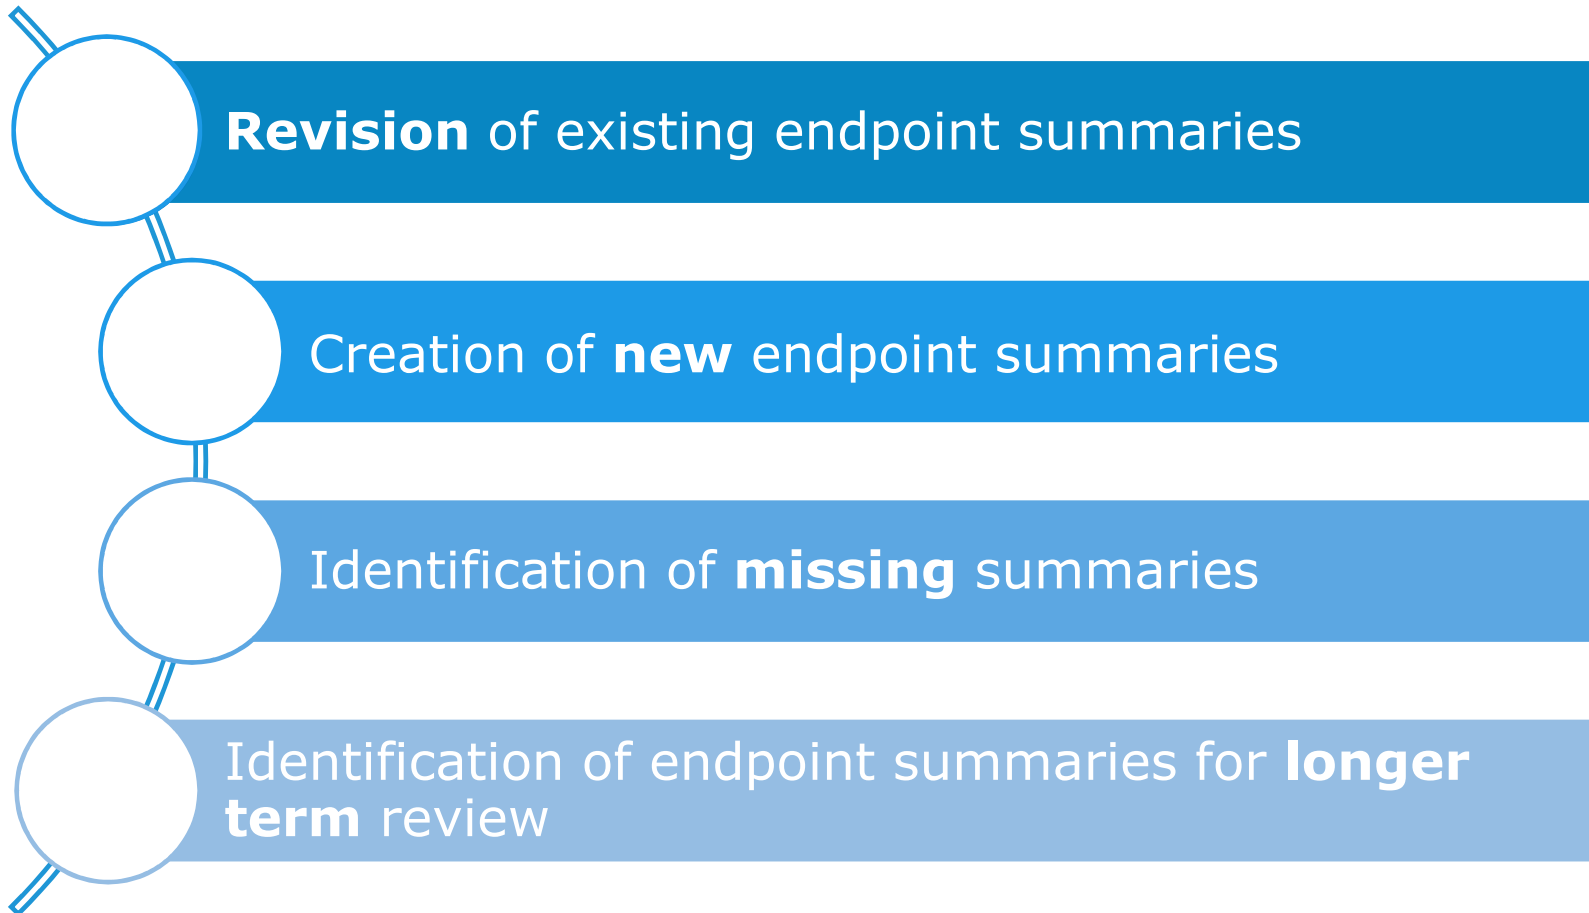 Revision of existing endpoint summaries
Creation of new endpoint summaries
Identification of missing summaries
Identification of endpoint summaries for longer
term review